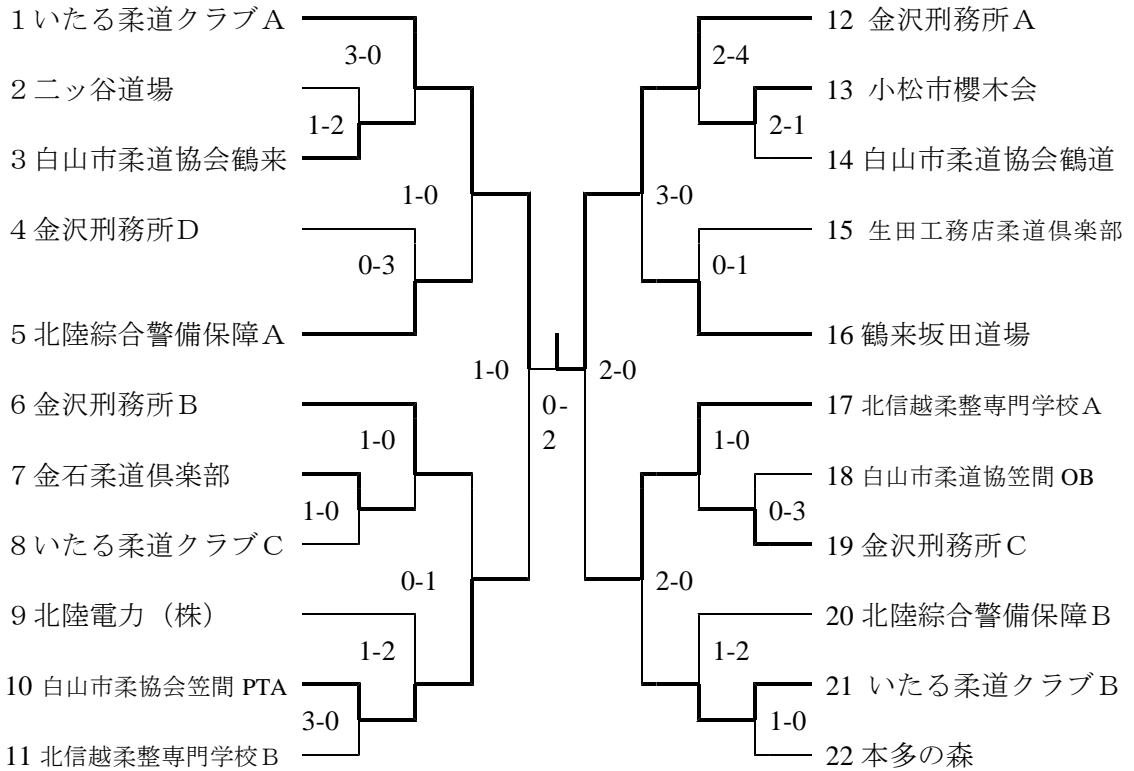 1 いたる柔道クラブA
3-0
2 二ッ谷道場
1-2
3 白山市柔道協会鶴来
1-0
4 金沢刑務所D
0-3
5 北陸綜合警備保障A
1-0
6 金沢刑務所B
1-0
7 金石柔道倶楽部
1-0
8 いたる柔道クラブC
0-1
9 北陸電力（株）
1-2
10 白山市柔協会笠間 PTA
3-0
11 北信越柔整専門学校B
0-
2
12 金沢刑務所A
2-4
13 小松市櫻木会
2-1
14 白山市柔道協会鶴道
3-0
15 生田工務店柔道倶楽部
0-1
16 鶴来坂田道場
2-0
17 北信越柔整専門学校A
1-0
18 白山市柔道協笠間 OB
0-3
19 金沢刑務所C
2-0
20 北陸綜合警備保障B
1-2
21 いたる柔道クラブB
1-0
22 本多の森